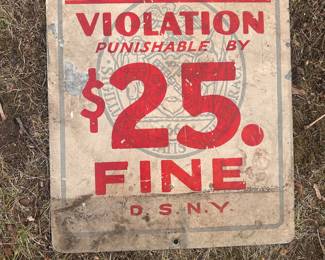 VIOLATION
PUNISHABLE BY
$25.
FINE
D.S.N.Y.